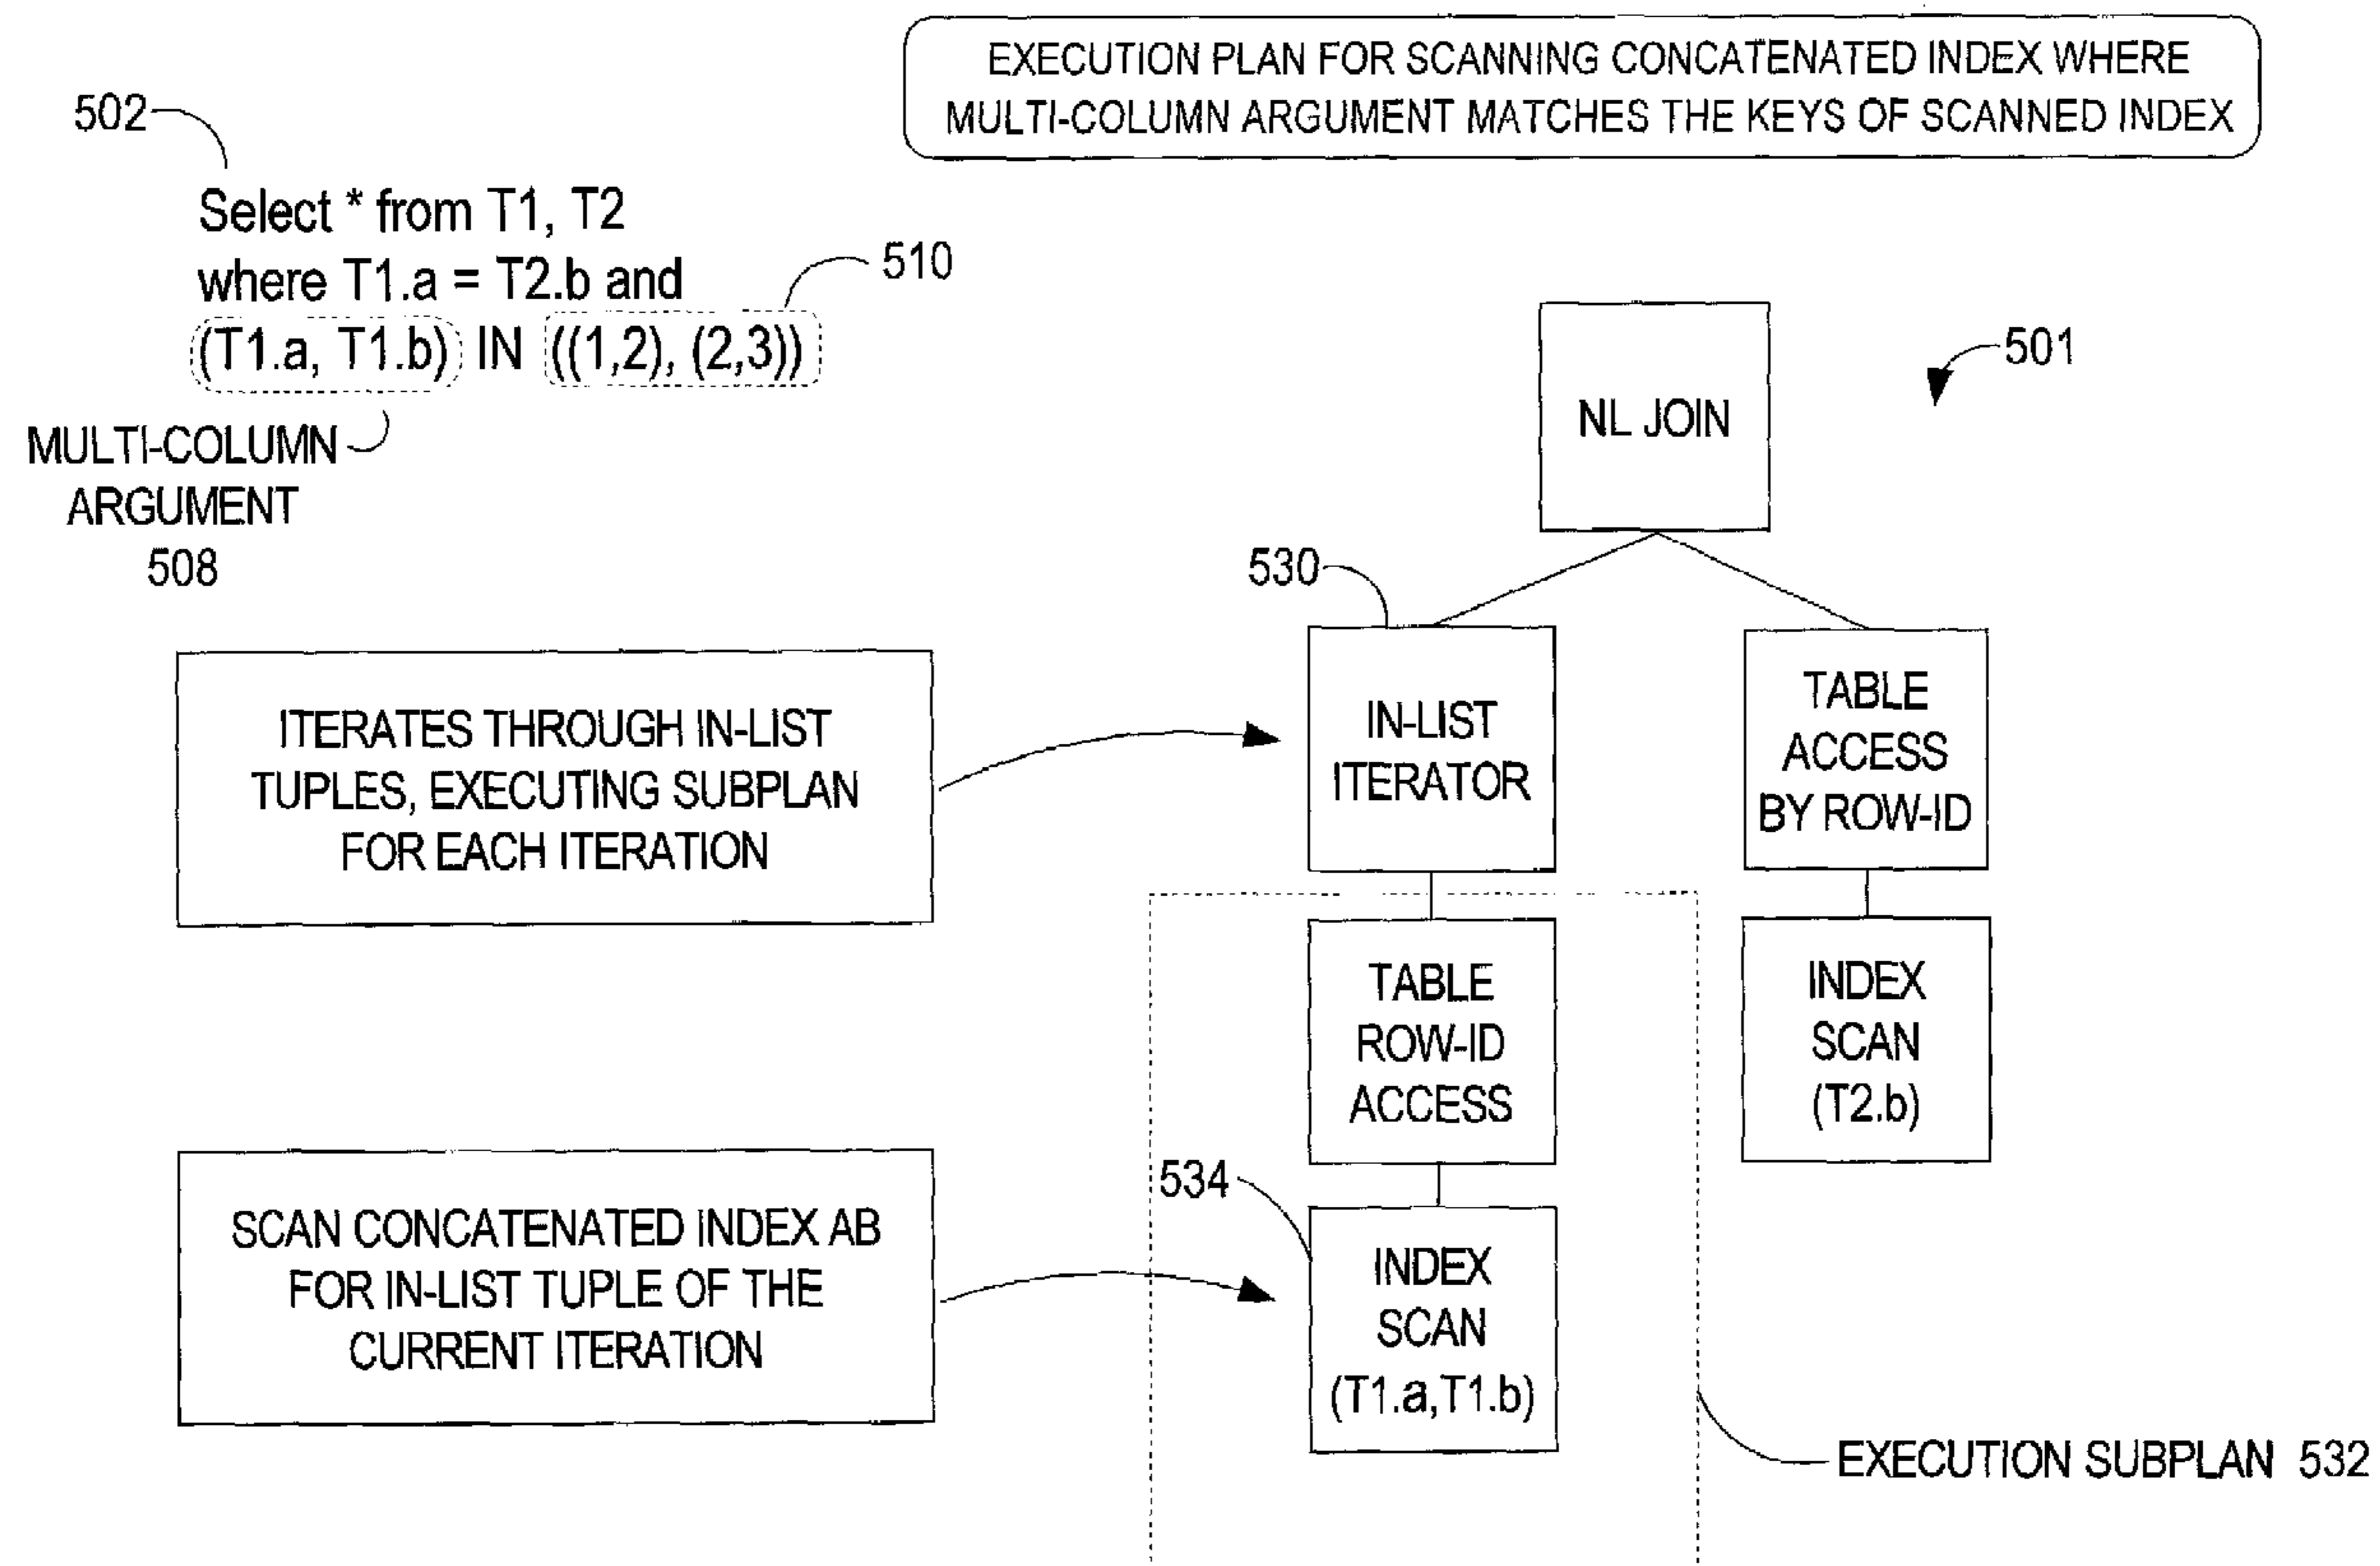 EXECUTION PLAN FOR SCANNING CONCATENATED INDEX WHERE
MULTI-COLUMN ARGUMENT MATCHES THE KEYS OF SCANNED INDEX
502
Select * from T1, T2
where T1.a = T2.b and
(T1.a, T1.b) IN ((1,2), (2,3))
510
MULTI-COLUMN
ARGUMENT
508
501
NL JOIN
530
ITERATES THROUGH IN-LIST
TUPLES, EXECUTING SUBPLAN
FOR EACH ITERATION
IN-LIST
ITERATOR
TABLE
ACCESS
BY ROW-ID
TABLE
ROW-ID
ACCESS
INDEX
SCAN
(T2.b)
SCAN CONCATENATED INDEX AB
FOR IN-LIST TUPLE OF THE
CURRENT ITERATION
534
INDEX
SCAN
(T1.a,T1.b)
EXECUTION SUBPLAN 532